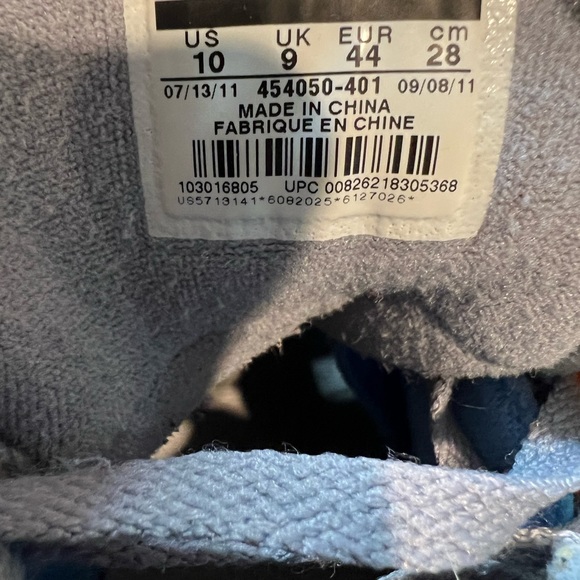 US UK EUR cm
10 9 44 28
07/13/11 454050-401 09/08/11
MADE IN CHINA
FABRIQUE EN CHINE
103016805 UPC 00826218305368
US5713141*6082025*6127026*